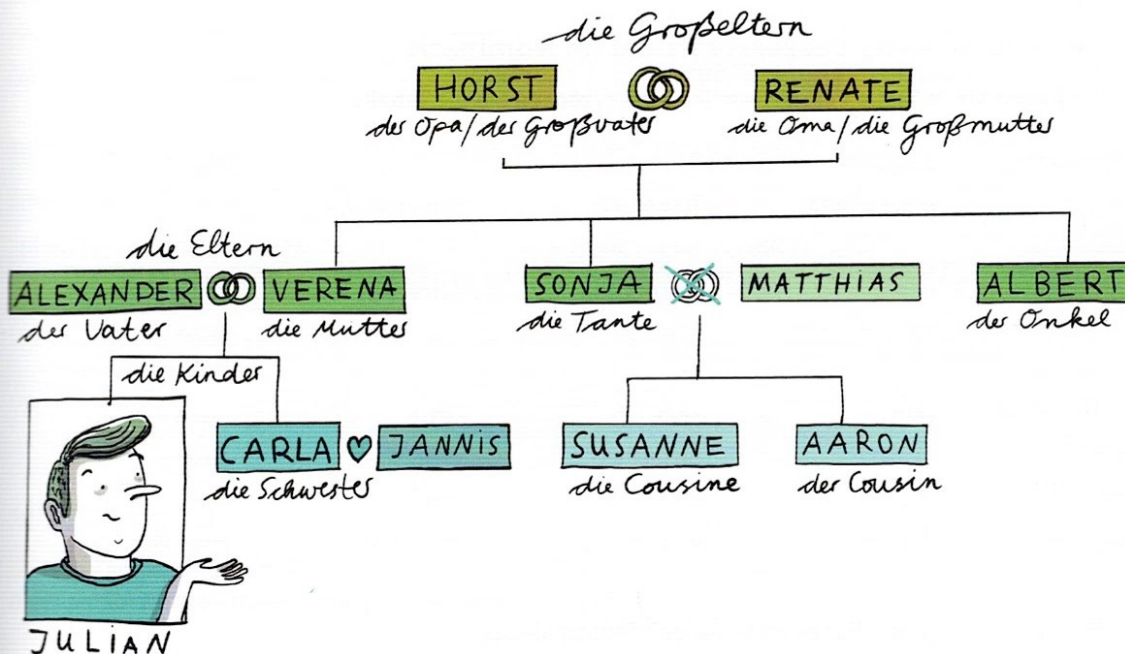 die Großeltern
HORST RENATE
der Opa/der Großvater die Oma/die Großmutter
die Eltern
ALEXANDER VERENA SONJA MATTHIAS ALBERT
der Vater die Mutter die Tante der Onkel
die Kinder
CARLA JANNIS SUSANNE AARON
die Schwester die Cousine der Cousin
JULIAN